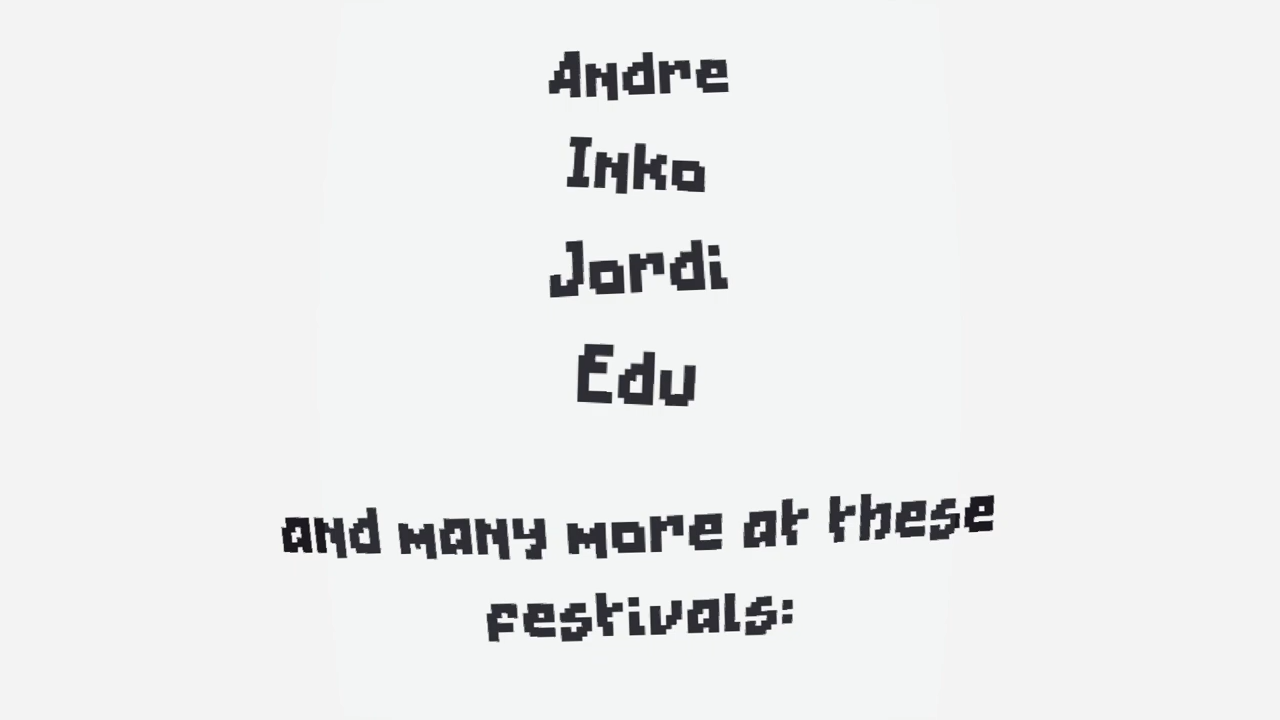 Andre
Inko
Jordi
Edu
and many more at these
festivals: